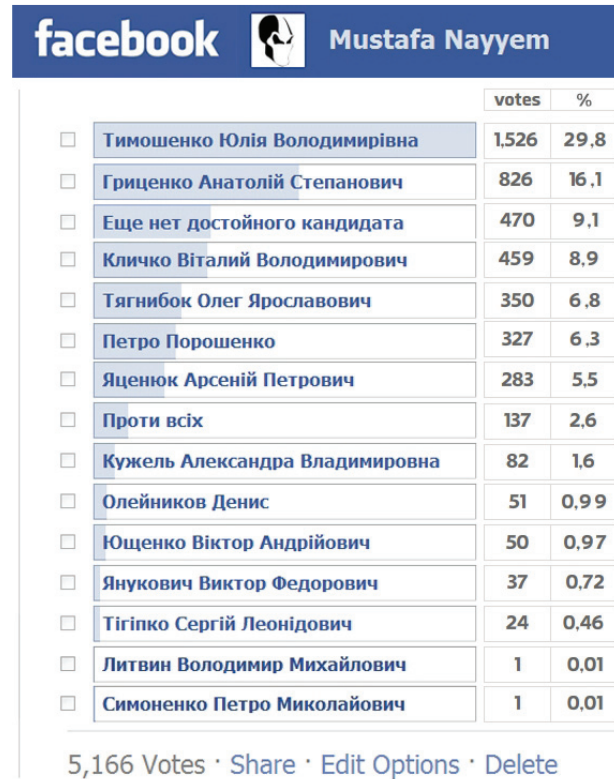 facebook Mustafa Nayyem
votes %
Тимошенко Юлія Володимирівна 1,526 29,8
Гриценко Анатолій Степанович 826 16,1
Еще нет достойного кандидата 470 9,1
Кличко Віталий Володимирович 459 8,9
Тягнибок Олег Ярославович 350 6,8
Петро Порошенко 327 6,3
Яценюк Арсеній Петрович 283 5,5
Проти всіх 137 2,6
Кужель Александра Владимировна 82 1,6
Олейников Денис 51 0,99
Ющенко Віктор Андрійович 50 0,97
Янукович Виктор Федорович 37 0,72
Тігіпко Сергій Леонідович 24 0,46
Литвин Володимир Михайлович 1 0,01
Симоненко Петро Миколайович 1 0,01
5,166 Votes · Share · Edit Options · Delete